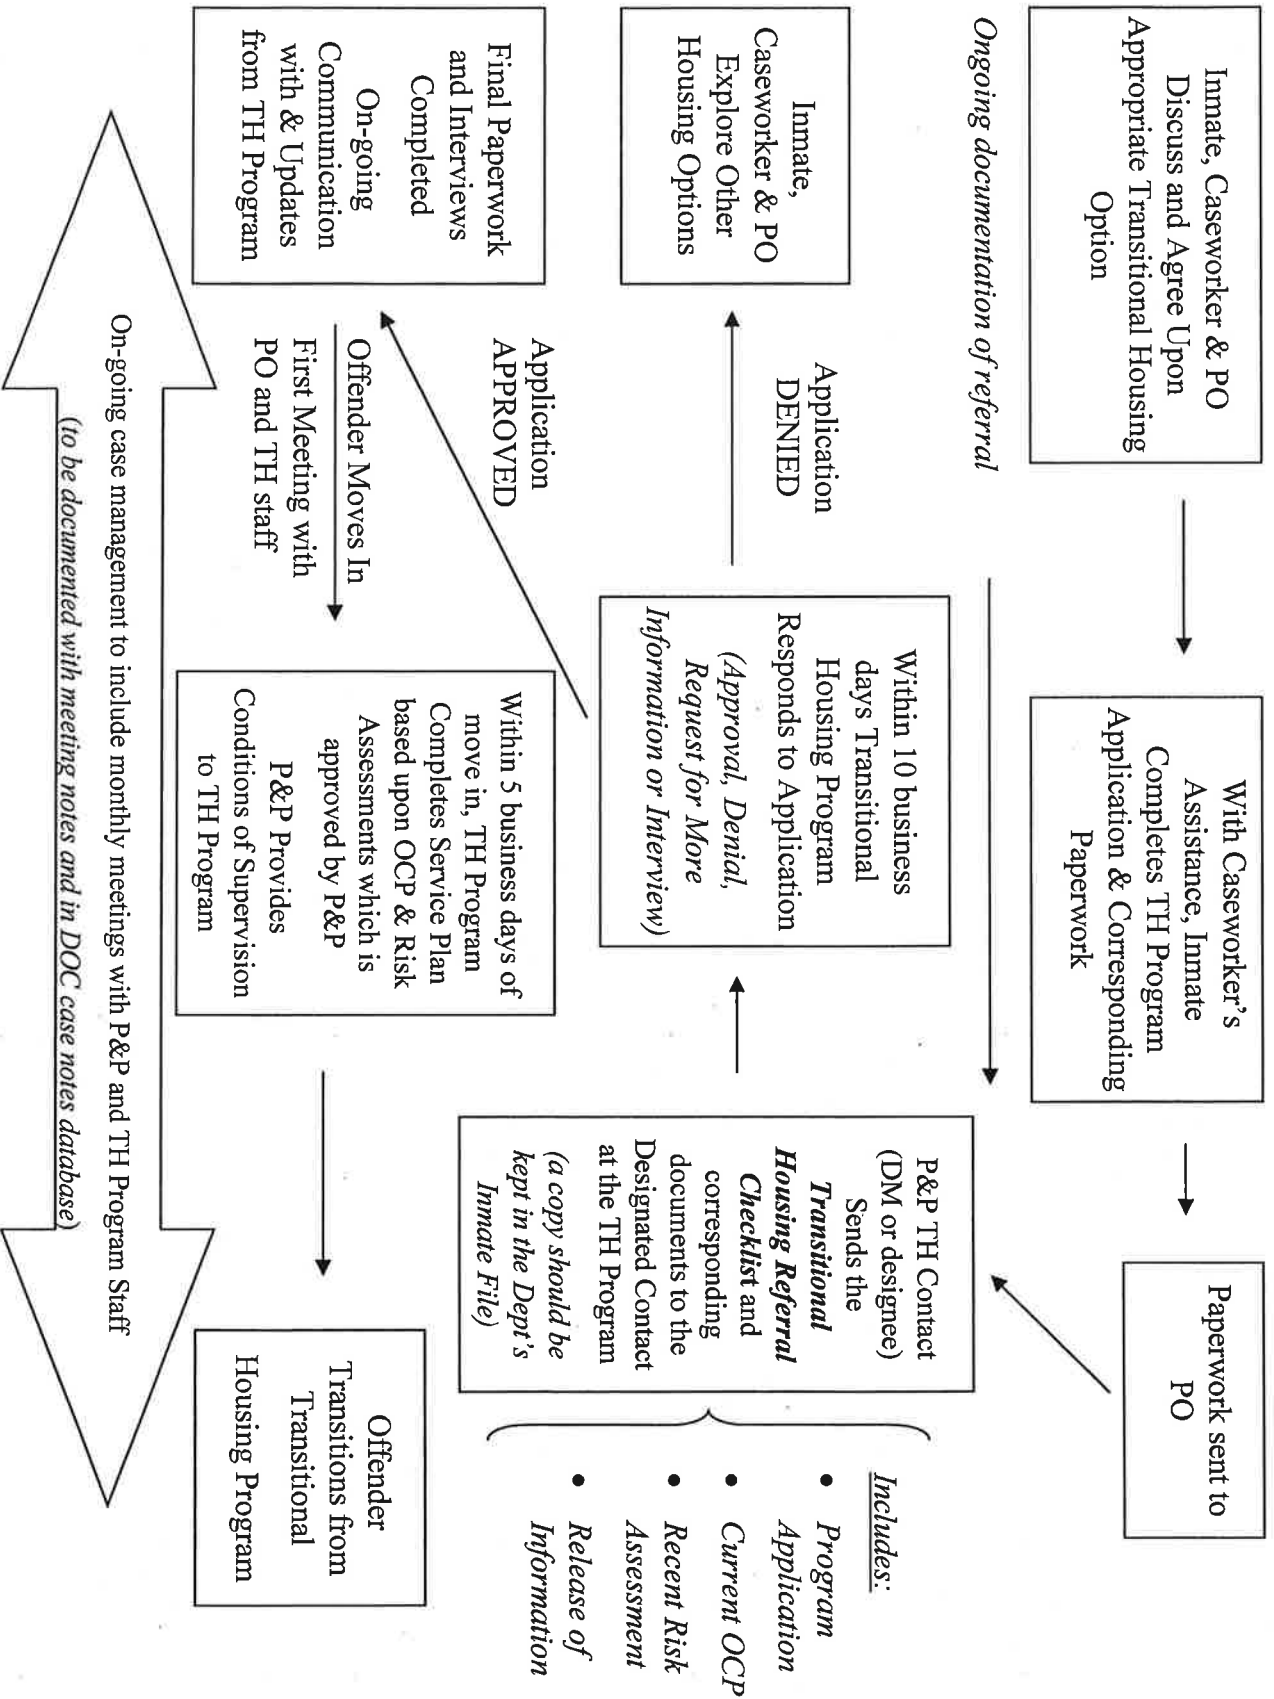 Inmate, Caseworker & PO
Discuss and Agree Upon
Appropriate Transitional Housing
Option
With Caseworker's
Assistance, Inmate
Completes TH Program
Application & Corresponding
Paperwork
Paperwork sent to
PO
Ongoing documentation of referral
P&P TH Contact
(DM or designee)
Sends the
Transitional
Housing Referral
Checklist and
corresponding
documents to the
Designated Contact
at the TH Program
(a copy should be
kept in the Dept's
Inmate File)
Includes:
• Program
Application
• Current OCP
• Recent Risk
Assessment
• Release of
Information
Within 10 business
days Transitional
Housing Program
Responds to Application
(Approval, Denial,
Request for More
Information or Interview)
Application
DENIED
Inmate,
Caseworker & PO
Explore Other
Housing Options
Application
APPROVED
Final Paperwork
and Interviews
Completed
On-going
Communication
with & Updates
from TH Program
Offender Moves In
First Meeting with
PO and TH staff
Within 5 business days of
move in, TH Program
Completes Service Plan
based upon OCP & Risk
Assessments which is
approved by P&P
P&P Provides
Conditions of Supervision
to TH Program
Offender
Transitions from
Transitional
Housing Program
On-going case management to include monthly meetings with P&P and TH Program Staff
(to be documented with meeting notes and in DOC case notes database)